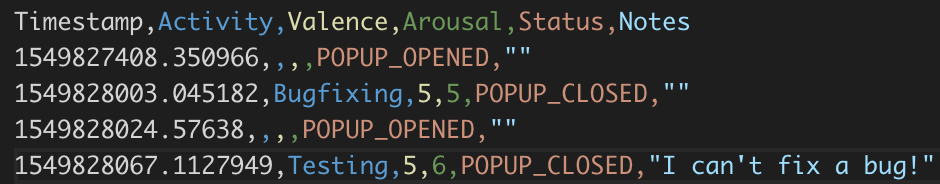 Timestamp,Activity,Valence,Arousal,Status,Notes
1549827408.350966,,,,POPUP_OPENED,""
1549828003.045182,Bugfixing,5,5,POPUP_CLOSED,""
1549828024.57638,,,,POPUP_OPENED,""
1549828067.1127949,Testing,5,6,POPUP_CLOSED,"I can't fix a bug!"